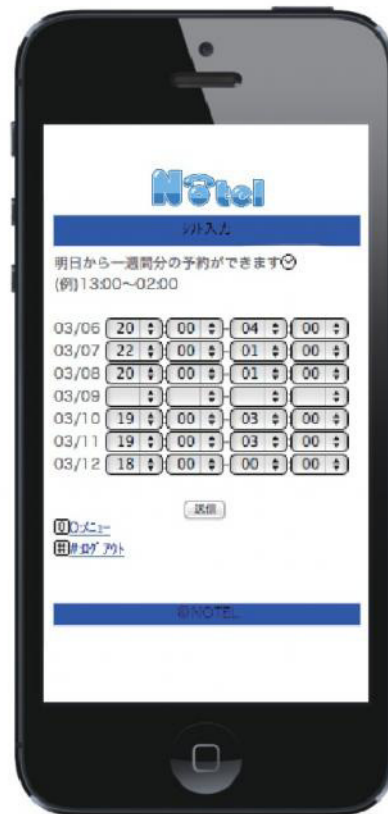 Notel
ｼﾌﾄ入力
明日から一週間分の予約ができます
(例)13:00〜02:00
03/06 20 : 00 - 04 : 00
03/07 22 : 00 - 01 : 00
03/08 20 : 00 - 01 : 00
03/09 : - :
03/10 19 : 00 - 03 : 00
03/11 19 : 00 - 03 : 00
03/12 18 : 00 - 00 : 00
送信
0 0:ﾒﾆｭｰ
# #:ﾛｸﾞｱｳﾄ
©NOTEL